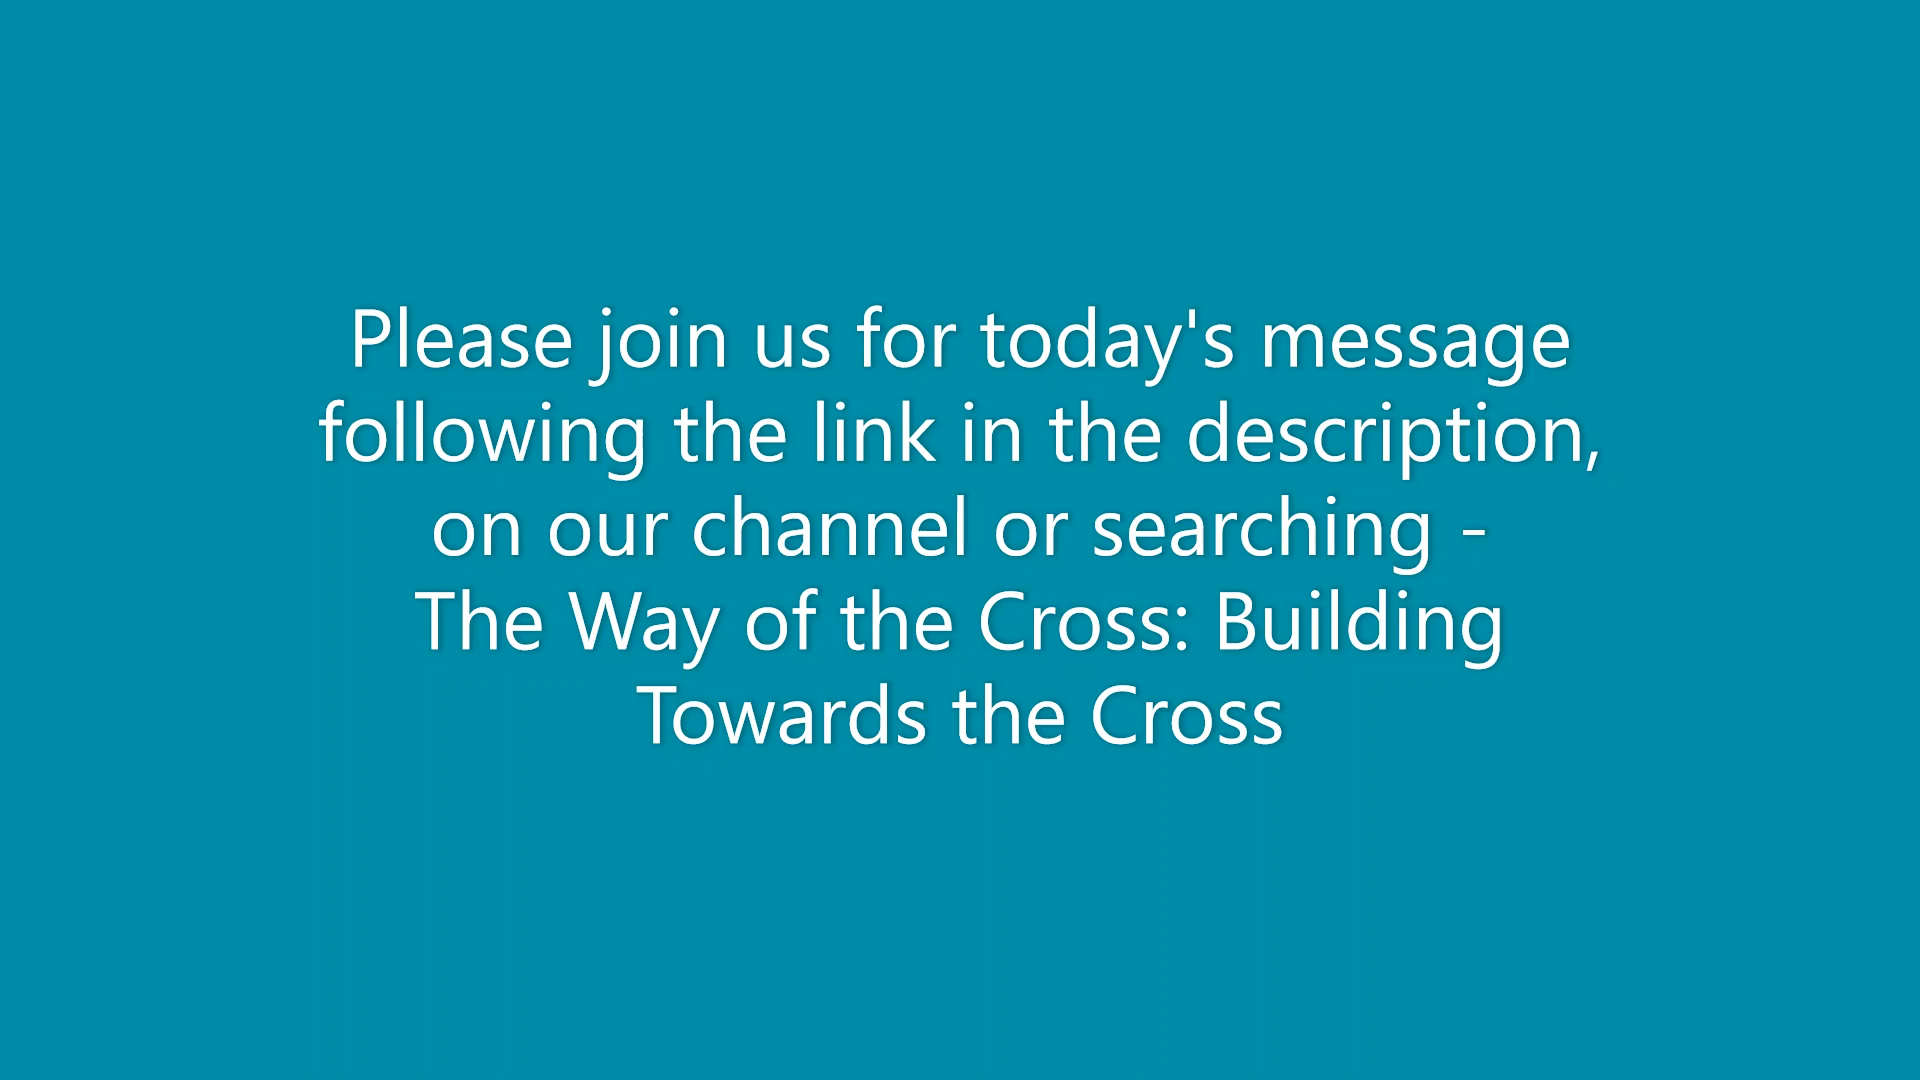 Please join us for today's message
following the link in the description,
on our channel or searching -
The Way of the Cross: Building
Towards the Cross